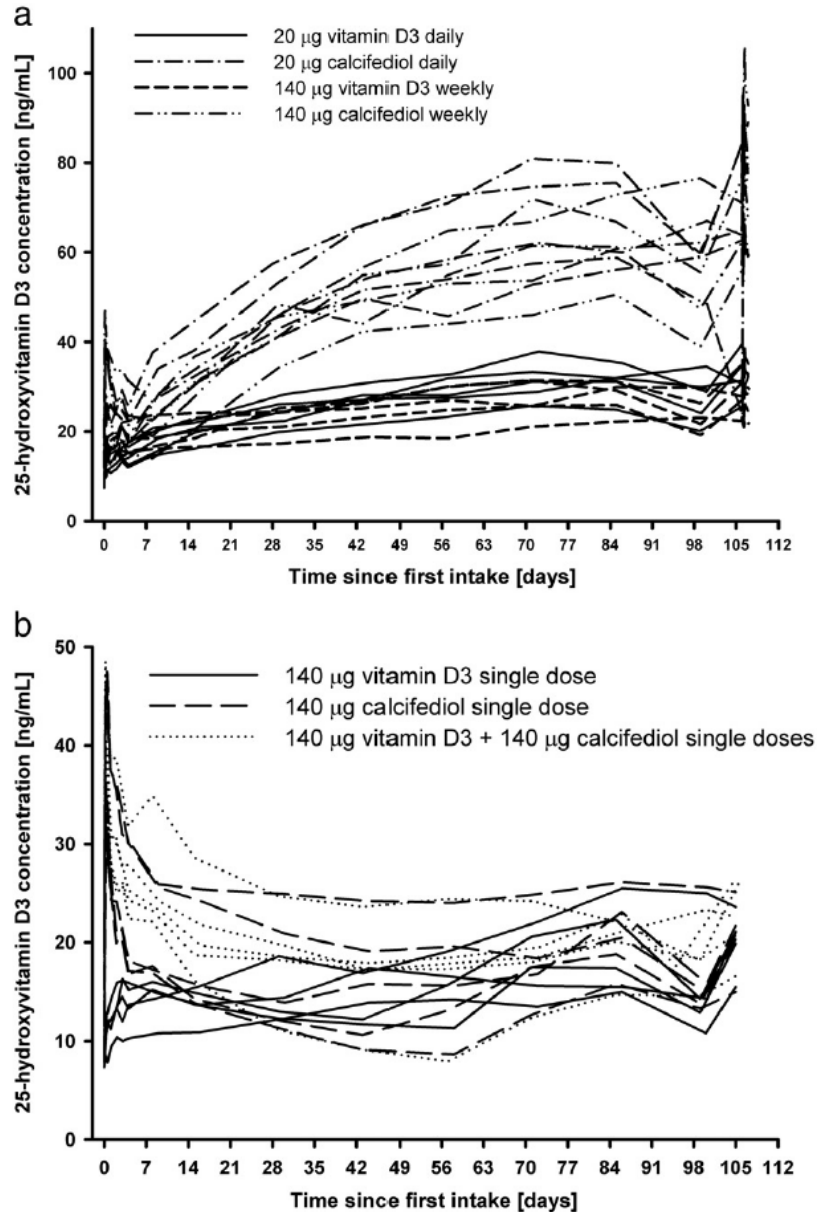 a
20 μg vitamin D3 daily
20 μg calcifediol daily
140 μg vitamin D3 weekly
140 μg calcifediol weekly
25-hydroxyvitamin D3 concentration [ng/mL]
100
80
60
40
20
0
0 7 14 21 28 35 42 49 56 63 70 77 84 91 98 105 112
Time since first intake [days]
b
140 μg vitamin D3 single dose
140 μg calcifediol single dose
140 μg vitamin D3 + 140 μg calcifediol single doses
25-hydroxyvitamin D3 concentration [ng/mL]
50
40
30
20
10
0
0 7 14 21 28 35 42 49 56 63 70 77 84 91 98 105 112
Time since first intake [days]